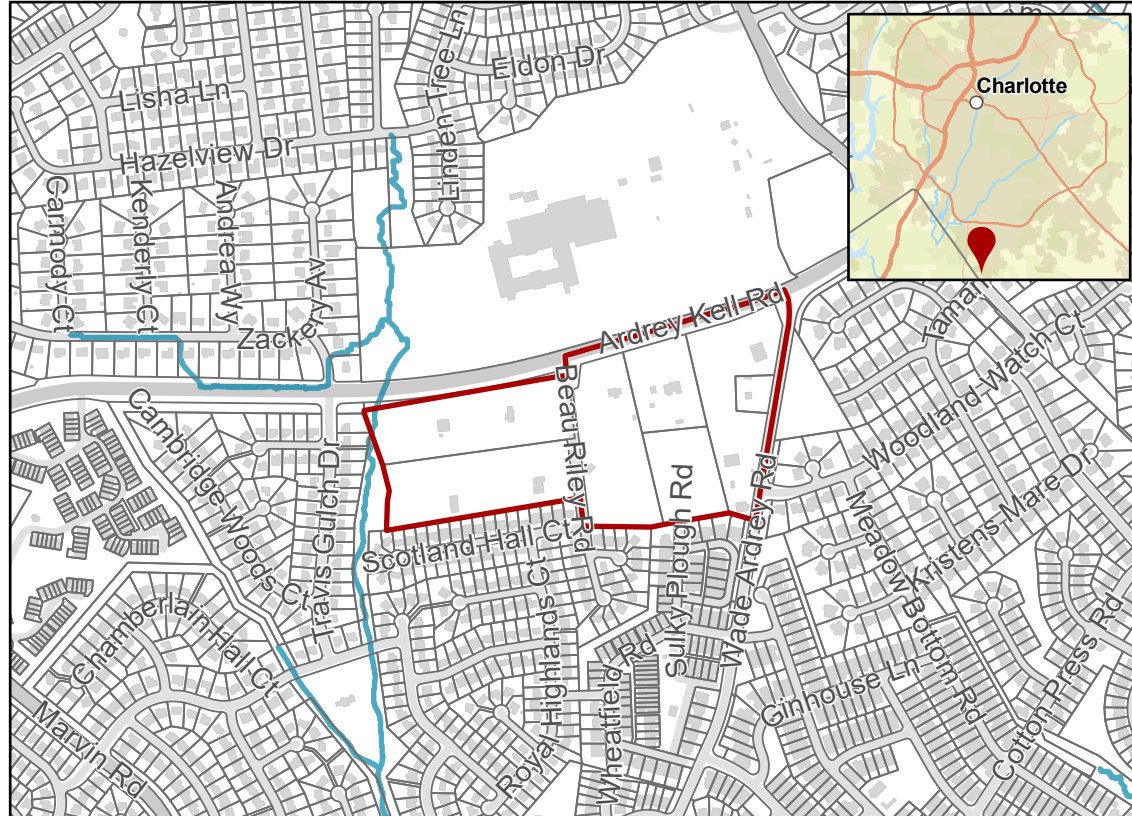 Charlotte
Eldon Dr
Linden Tree Ln
Lisha Ln
Hazelview Dr
Carmody Ct
Kenderly Ct
Andrea Wy
Zackery Av
Ardrey Kell Rd
Beau Riley Rd
Woodland Watch Ct
Cambridge Woods Ct
Travis Gulch Dr
Scotland Hall Ct
Sulky Plough Rd
Wade Ardrey Rd
Meadow Bottom Rd
Kristens Mare Dr
Chamberlain Hall Ct
Royal Highlands Ct
Wheatfield Rd
Ginhouse Ln
Cotton Press Rd
Marvin Rd